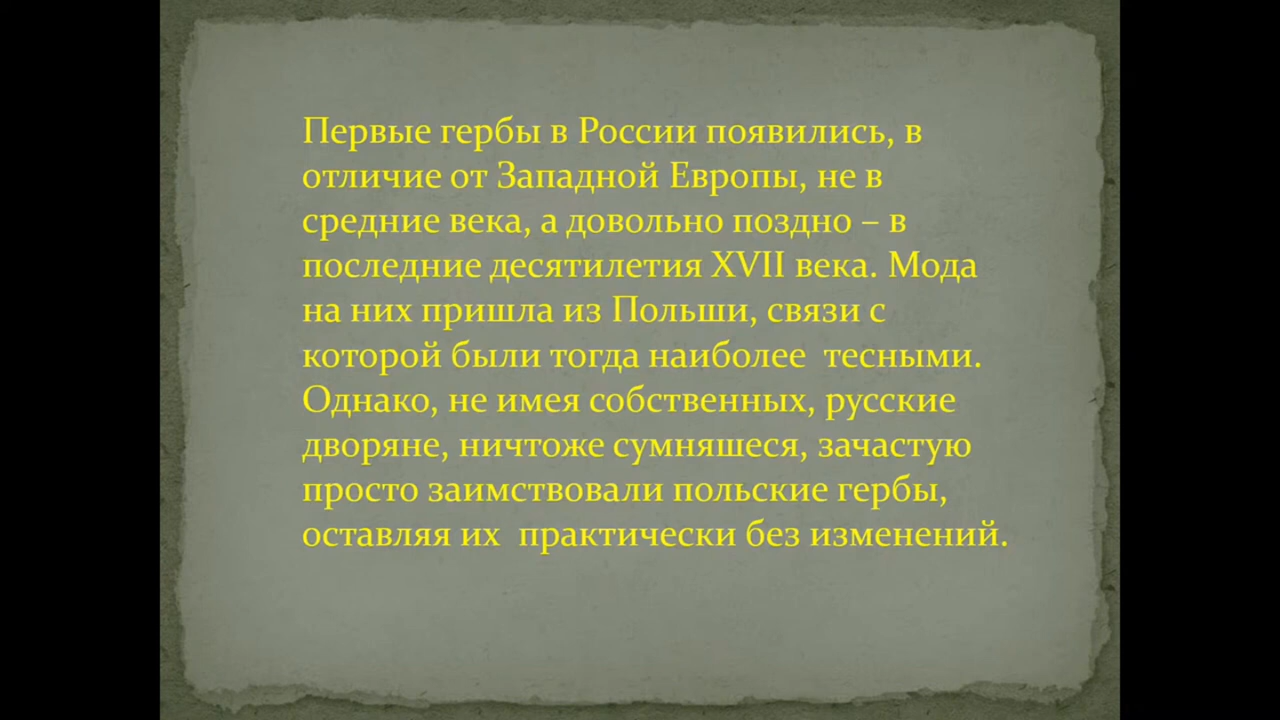 Первые гербы в России появились, в
отличие от Западной Европы, не в
средние века, а довольно поздно – в
последние десятилетия XVII века. Мода
на них пришла из Польши, связи с
которой были тогда наиболее  тесными.
Однако, не имея собственных, русские
дворяне, ничтоже сумняшеся, зачастую
просто заимствовали польские гербы,
оставляя их  практически без изменений.